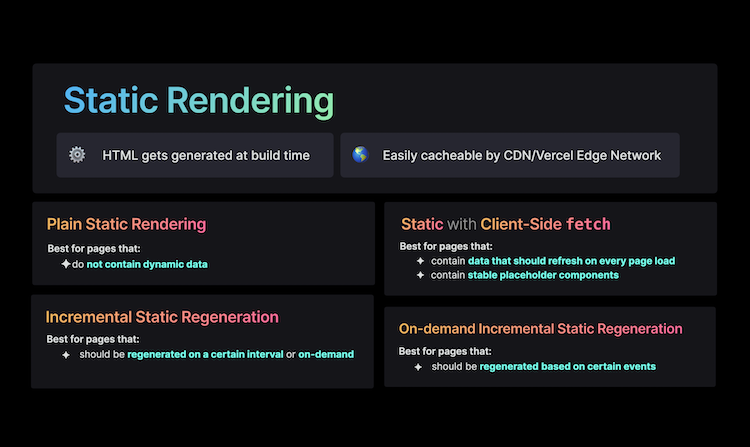 Static Rendering
HTML gets generated at build time
Easily cacheable by CDN/Vercel Edge Network
Plain Static Rendering
Best for pages that:
do not contain dynamic data
Static with Client-Side fetch
Best for pages that:
contain data that should refresh on every page load
contain stable placeholder components
Incremental Static Regeneration
Best for pages that:
should be regenerated on a certain interval or on-demand
On-demand Incremental Static Regeneration
Best for pages that:
should be regenerated based on certain events